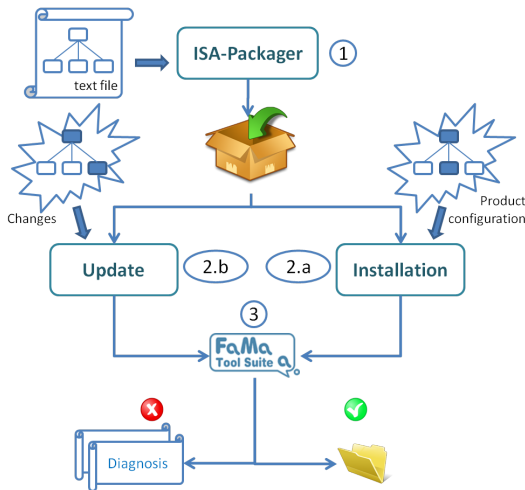 ISA-Packager
1
text file
Changes
Product
configuration
Update
2.b
2.a
Installation
3
FaMa
Tool Suite
Diagnosis